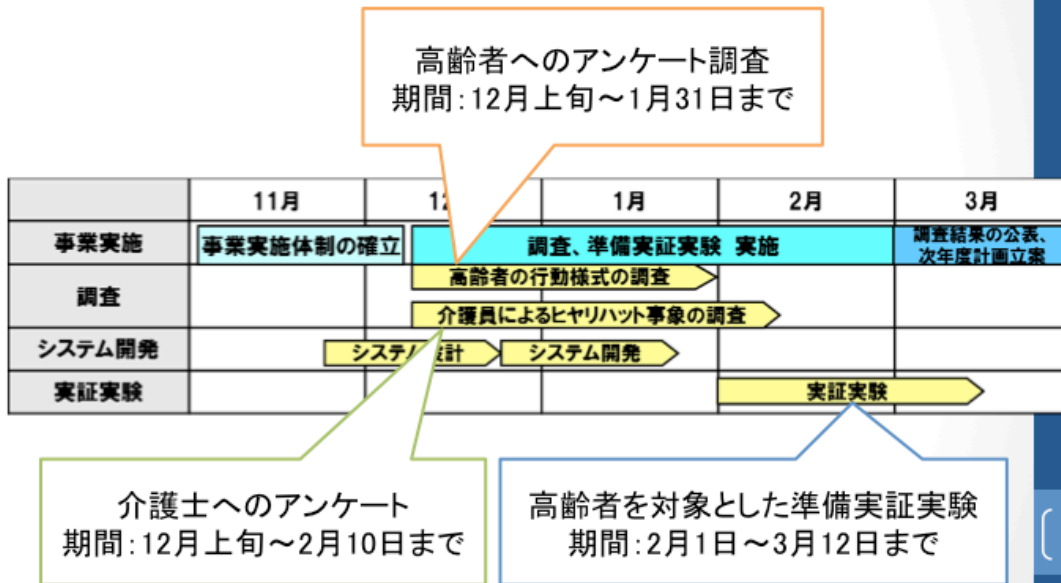 高齢者へのアンケート調査
期間：12月上旬～1月31日まで
11月
1月
2月
3月
事業実施
事業実施体制の確立
調査、準備実証実験 実施
調査結果の公表、
次年度計画立案
調査
高齢者の行動様式の調査
介護員によるヒヤリハット事象の調査
システム開発
システム設計
システム開発
実証実験
実証実験
介護士へのアンケート
期間：12月上旬～2月10日まで
高齢者を対象とした準備実証実験
期間：2月1日～3月12日まで